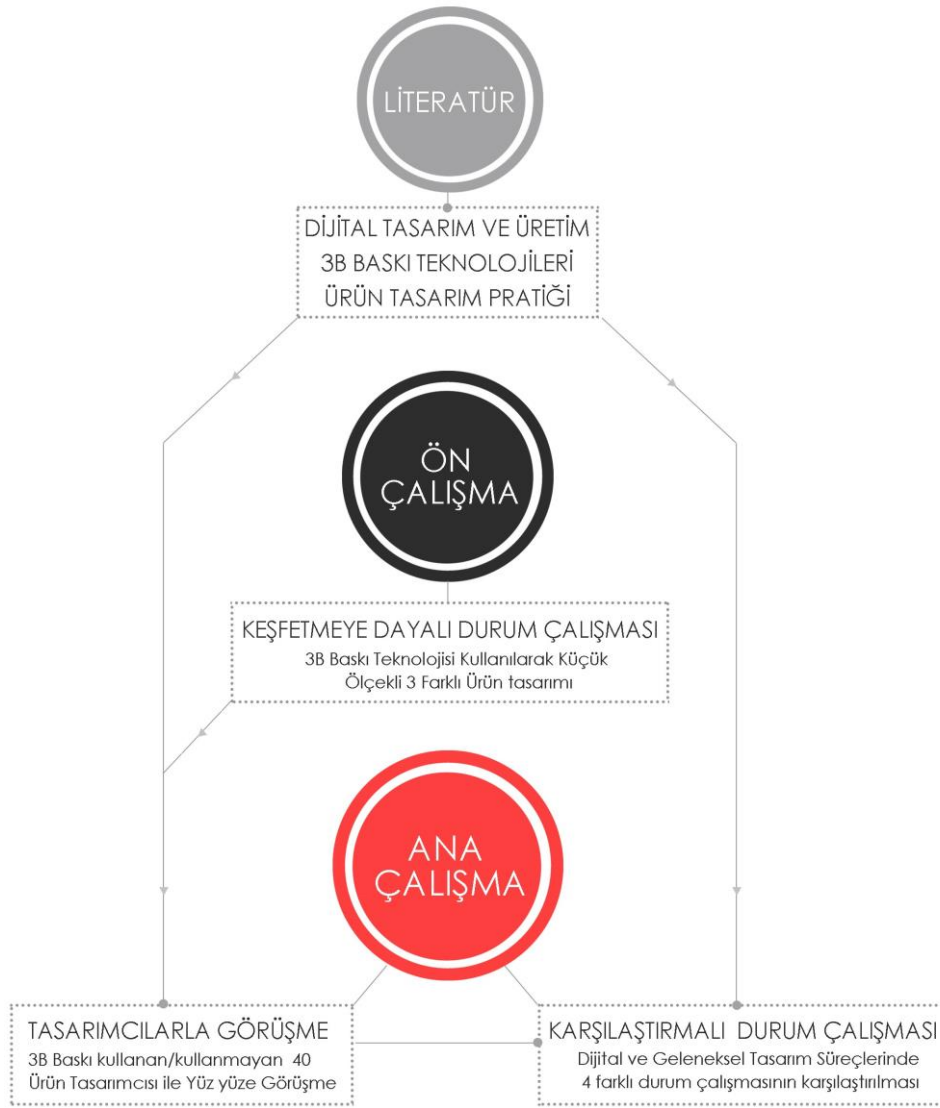 LİTERATÜR
DİJİTAL TASARIM VE ÜRETİM
3B BASKI TEKNOLOJİLERİ
ÜRÜN TASARIM PRATİĞİ
ÖN
ÇALIŞMA
KEŞFETMEYE DAYALI DURUM ÇALIŞMASI
3B Baskı Teknolojisi Kullanılarak Küçük
Ölçekli 3 Farklı Ürün tasarımı
ANA
ÇALIŞMA
TASARIMCILARLA GÖRÜŞME
3B Baskı kullanan/kullanmayan 40
Ürün Tasarımcısı ile Yüz yüze Görüşme
KARŞILAŞTIRMALI DURUM ÇALIŞMASI
Dijital ve Geleneksel Tasarım Süreçlerinde
4 farklı durum çalışmasının karşılaştırılması